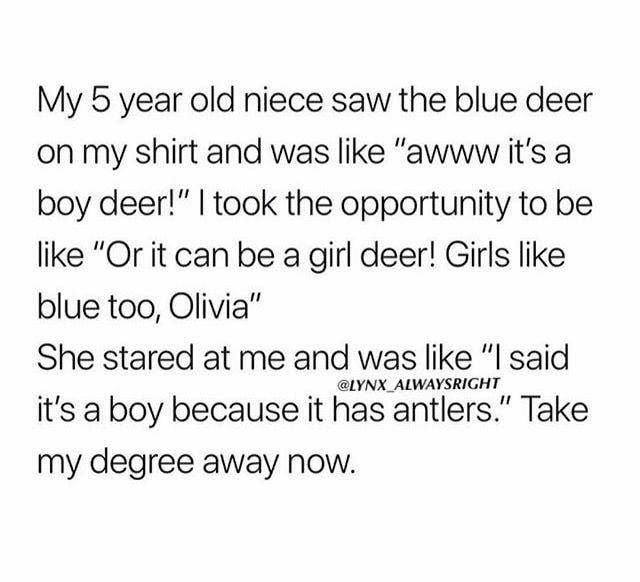 My 5 year old niece saw the blue deer
on my shirt and was like "awww it's a
boy deer!" I took the opportunity to be
like "Or it can be a girl deer! Girls like
blue too, Olivia"
She stared at me and was like "I said
@LYNX_ALWAYSRIGHT
it's a boy because it has antlers." Take
my degree away now.